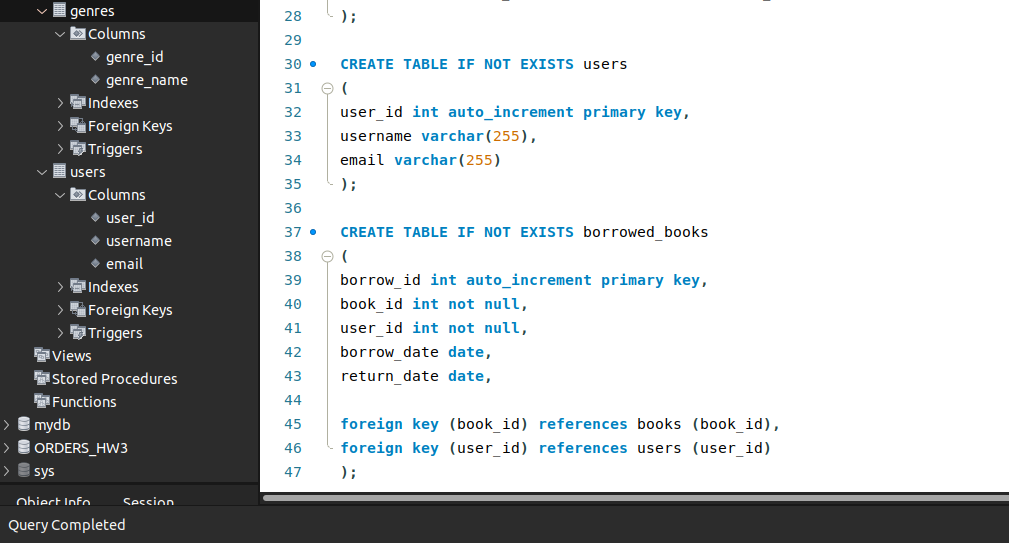 genres
Columns
genre_id
genre_name
Indexes
Foreign Keys
Triggers
users
Columns
user_id
username
email
Indexes
Foreign Keys
Triggers
Views
Stored Procedures
Functions
mydb
ORDERS_HW3
sys
Object Info Session
Query Completed
28 );
29
30 CREATE TABLE IF NOT EXISTS users
31 (
32 user_id int auto_increment primary key,
33 username varchar(255),
34 email varchar(255)
35 );
36
37 CREATE TABLE IF NOT EXISTS borrowed_books
38 (
39 borrow_id int auto_increment primary key,
40 book_id int not null,
41 user_id int not null,
42 borrow_date date,
43 return_date date,
44
45 foreign key (book_id) references books (book_id),
46 foreign key (user_id) references users (user_id)
47 );